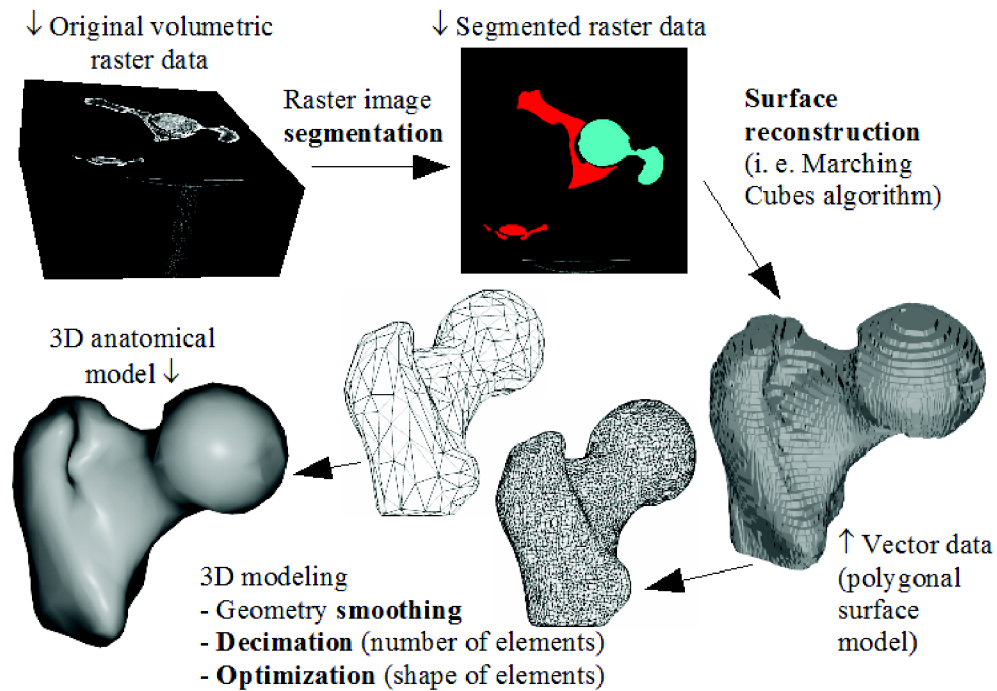 ↓ Original volumetric
raster data
Raster image
segmentation
↓ Segmented raster data
Surface
reconstruction
(i. e. Marching
Cubes algorithm)
↑ Vector data
(polygonal
surface
model)
3D modeling
- Geometry smoothing
- Decimation (number of elements)
- Optimization (shape of elements)
3D anatomical
model ↓